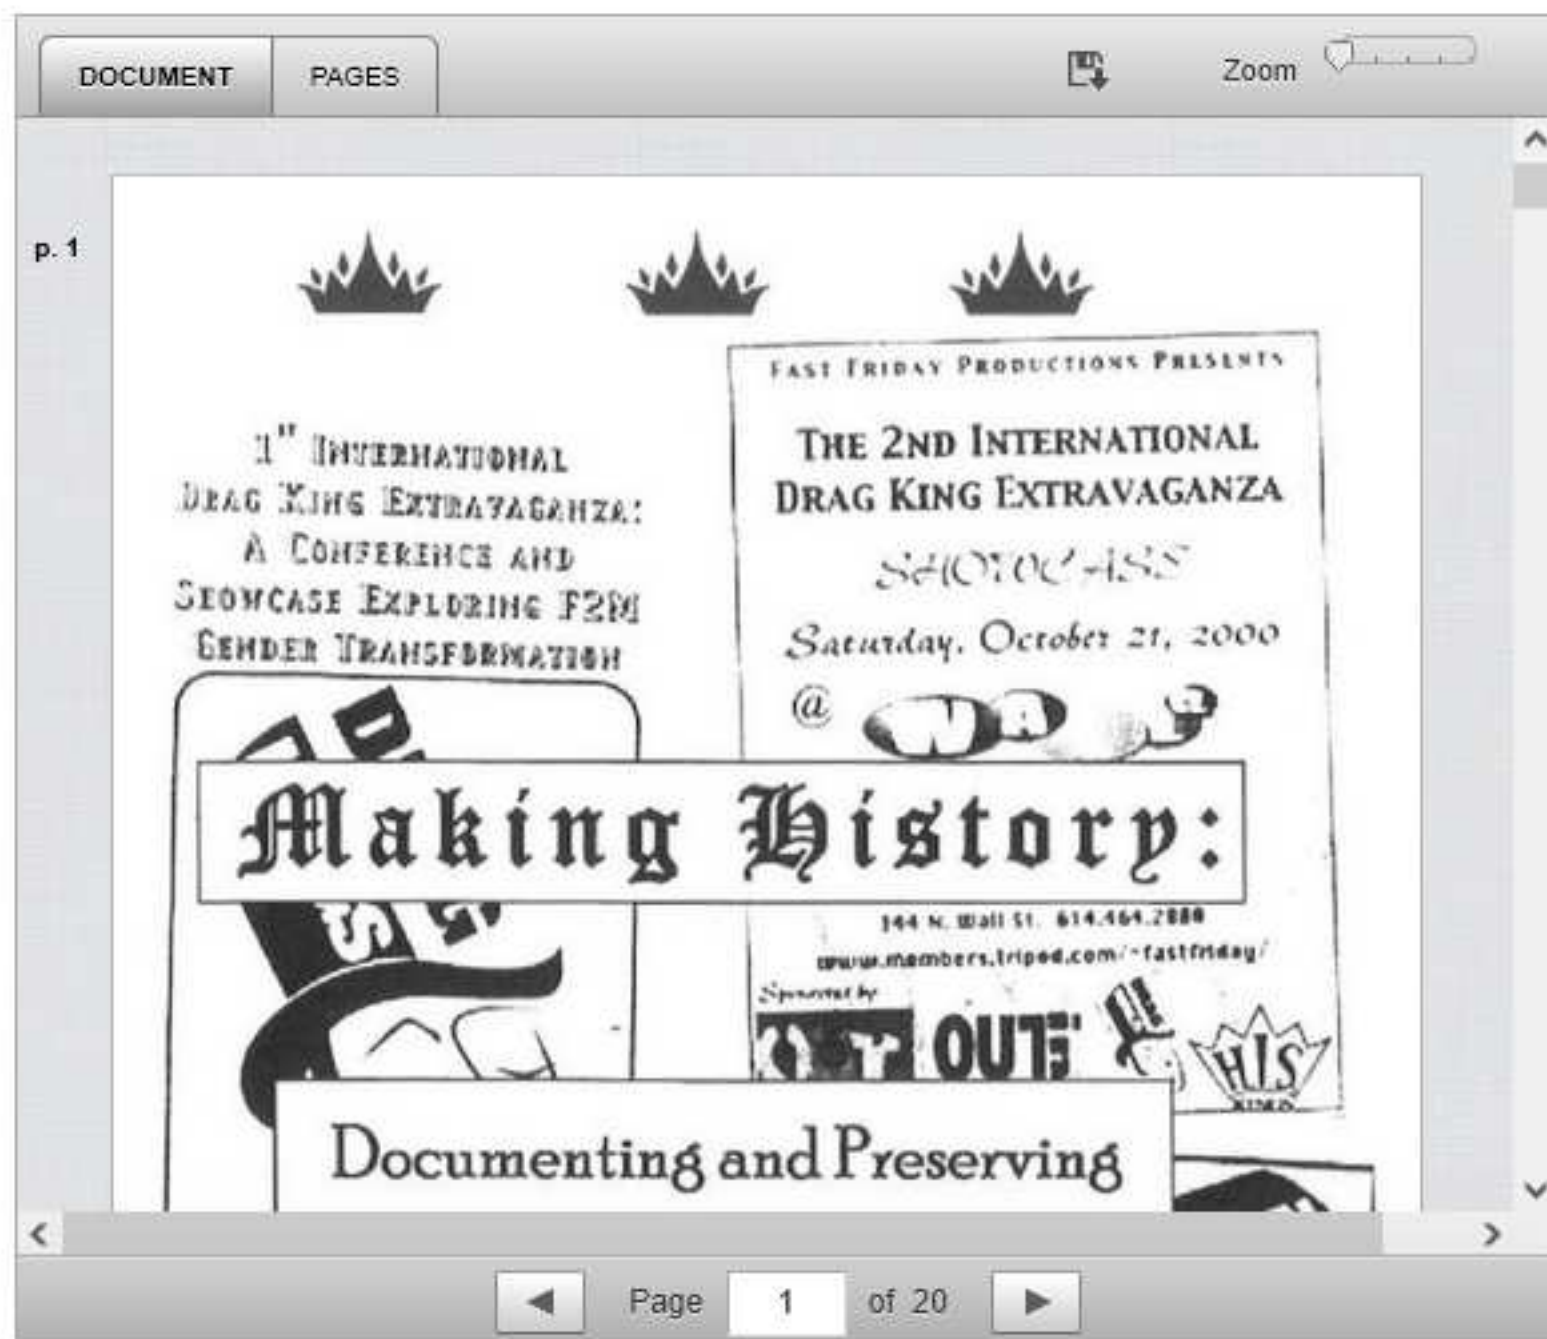 DOCUMENT
PAGES
Zoom
p. 1
FAST FRIDAY PRODUCTIONS PRESENTS
1st INTERNATIONAL
DRAG KING EXTRAVAGANZA:
A CONFERENCE AND
SHOWCASE EXPLORING F2M
GENDER TRANSFORMATION
THE 2ND INTERNATIONAL
DRAG KING EXTRAVAGANZA
SHOWCASE
Saturday, October 21, 2000
@
Making History:
144 N. Wall St. 614.464.2880
www.members.tripod.com/~fastfriday/
Sponsored by
HIS
KINGS
Documenting and Preserving
Page 1 of 20